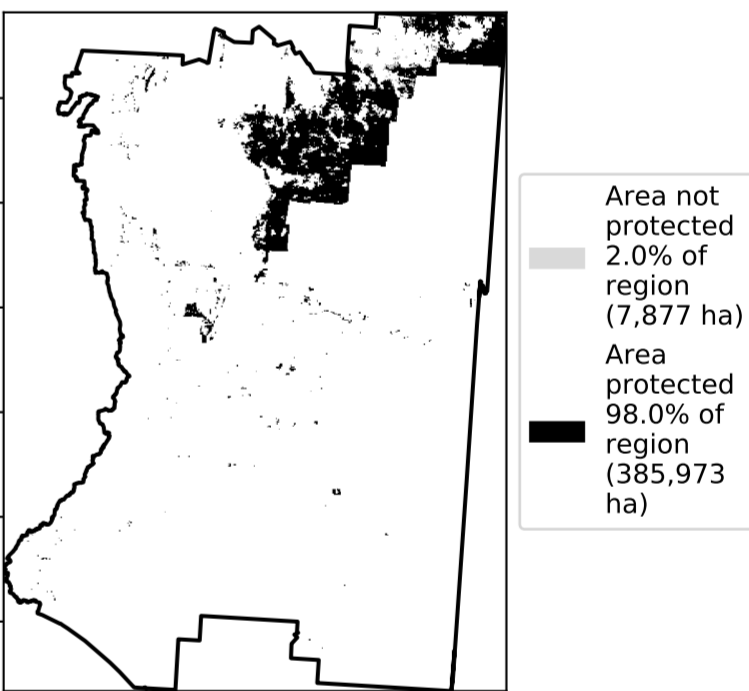 Area not
protected
2.0% of
region
(7,877 ha)
Area
protected
98.0% of
region
(385,973
ha)